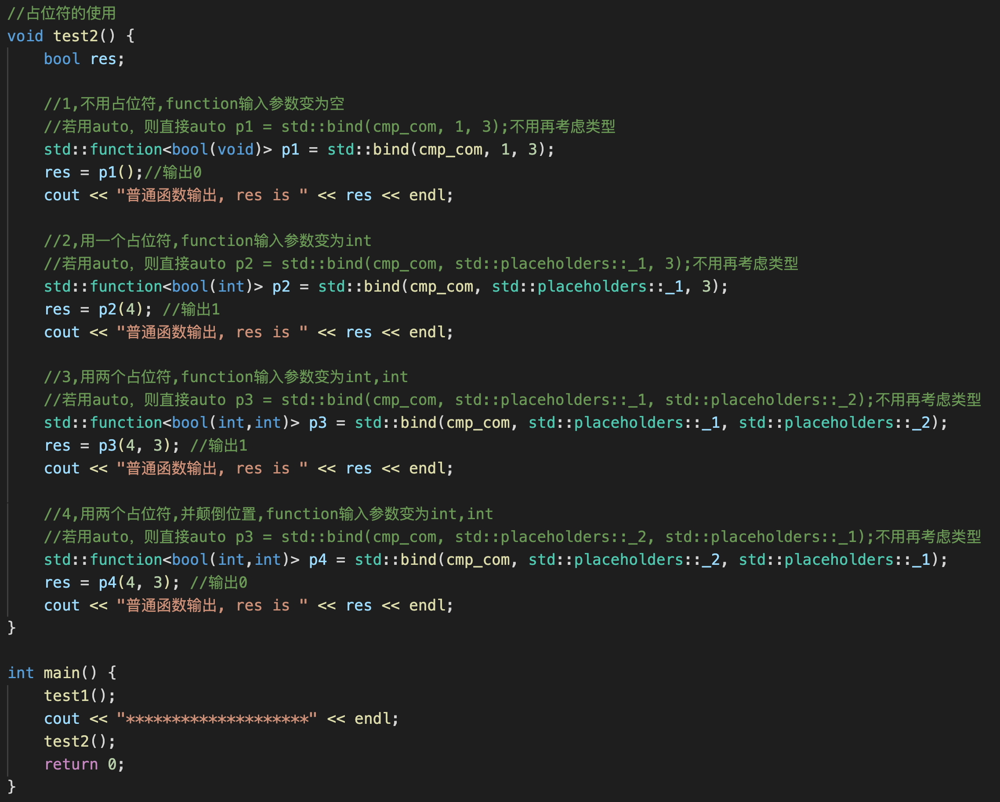 //占位符的使用
void test2() {
    bool res;

    //1,不用占位符,function输入参数变为空
    //若用auto，则直接auto p1 = std::bind(cmp_com, 1, 3);不用再考虑类型
    std::function<bool(void)> p1 = std::bind(cmp_com, 1, 3);
    res = p1();//输出0
    cout << "普通函数输出, res is " << res << endl;

    //2,用一个占位符,function输入参数变为int
    //若用auto，则直接auto p2 = std::bind(cmp_com, std::placeholders::_1, 3);不用再考虑类型
    std::function<bool(int)> p2 = std::bind(cmp_com, std::placeholders::_1, 3);
    res = p2(4); //输出1
    cout << "普通函数输出, res is " << res << endl;

    //3,用两个占位符,function输入参数变为int,int
    //若用auto，则直接auto p3 = std::bind(cmp_com, std::placeholders::_1, std::placeholders::_2);不用再考虑类型
    std::function<bool(int,int)> p3 = std::bind(cmp_com, std::placeholders::_1, std::placeholders::_2);
    res = p3(4, 3); //输出1
    cout << "普通函数输出, res is " << res << endl;

    //4,用两个占位符,并颠倒位置,function输入参数变为int,int
    //若用auto，则直接auto p3 = std::bind(cmp_com, std::placeholders::_2, std::placeholders::_1);不用再考虑类型
    std::function<bool(int,int)> p4 = std::bind(cmp_com, std::placeholders::_2, std::placeholders::_1);
    res = p4(4, 3); //输出0
    cout << "普通函数输出, res is " << res << endl;
}

int main() {
    test1();
    cout << "********************" << endl;
    test2();
    return 0;
}